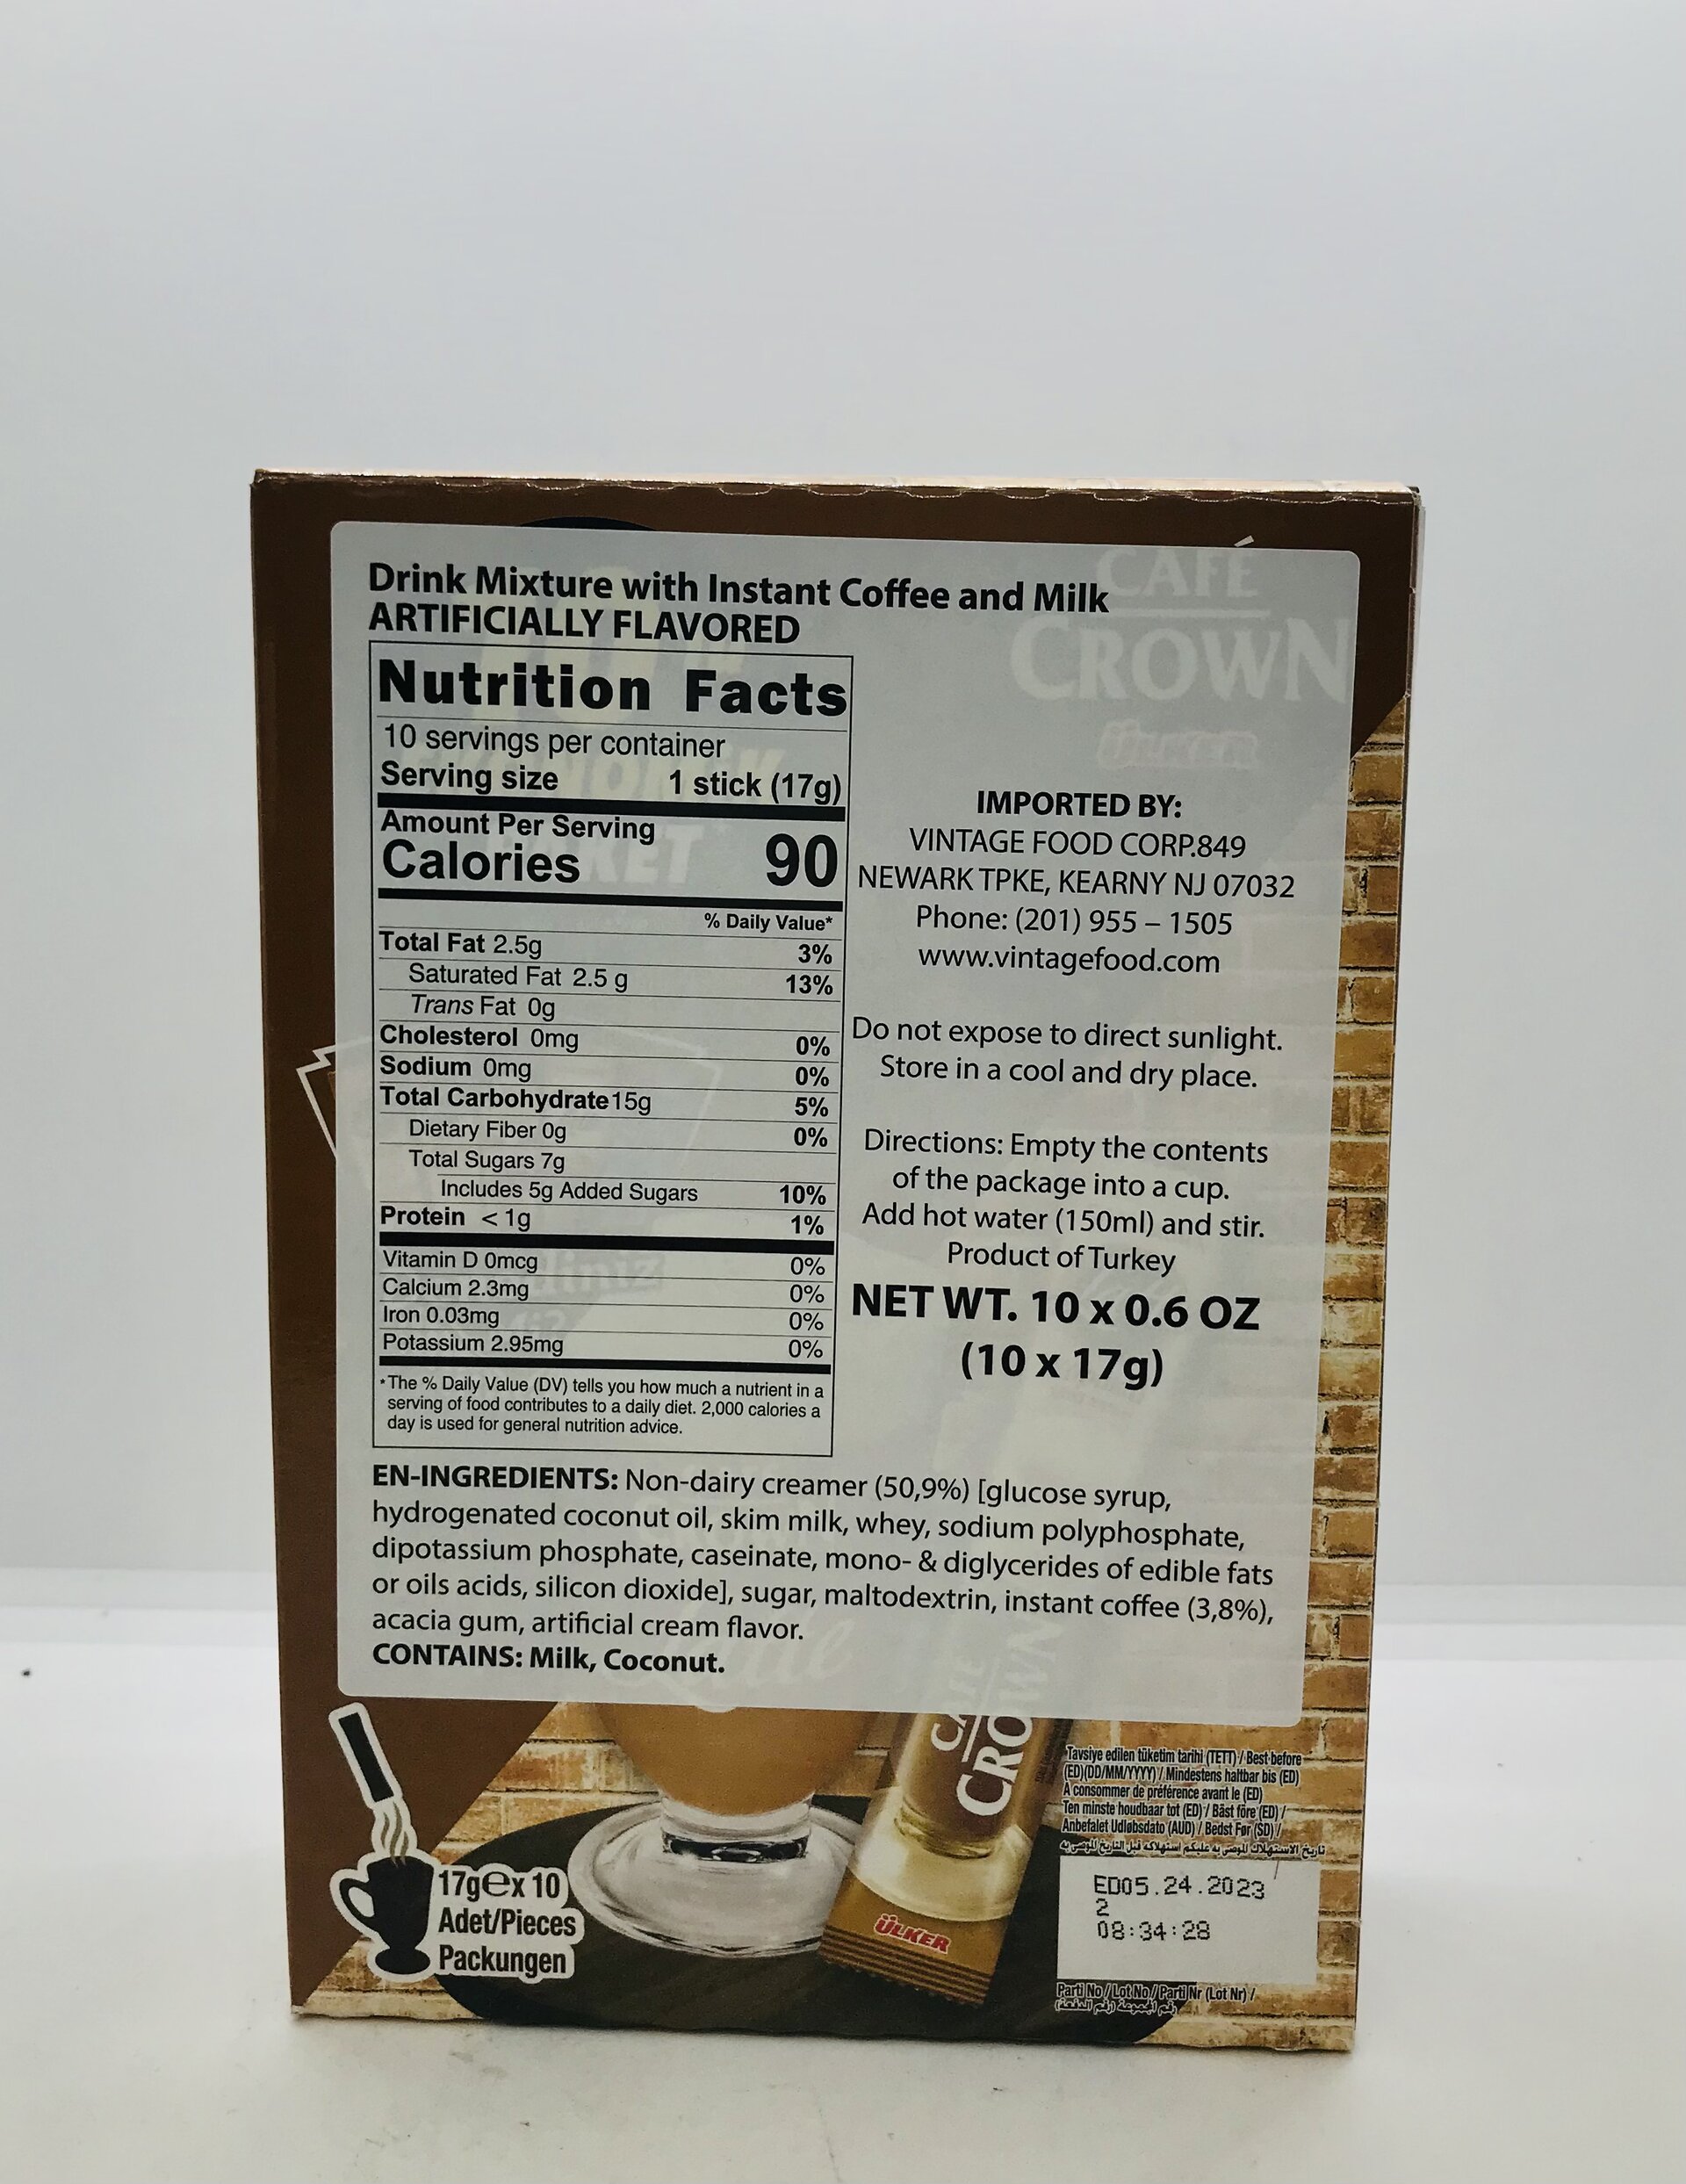 Drink Mixture with Instant Coffee and Milk
ARTIFICIALLY FLAVORED
CAFÉ
CROWN
ÜLKER
Nutrition Facts
10 servings per container
Serving size 1 stick (17g)
Amount Per Serving
Calories 90
% Daily Value*
Total Fat 2.5g 3%
Saturated Fat 2.5 g 13%
Trans Fat 0g
Cholesterol 0mg 0%
Sodium 0mg 0%
Total Carbohydrate 15g 5%
Dietary Fiber 0g 0%
Total Sugars 7g
Includes 5g Added Sugars 10%
Protein < 1g 1%
Vitamin D 0mcg 0%
Calcium 2.3mg 0%
Iron 0.03mg 0%
Potassium 2.95mg 0%
*The % Daily Value (DV) tells you how much a nutrient in a
serving of food contributes to a daily diet. 2,000 calories a
day is used for general nutrition advice.
IMPORTED BY:
VINTAGE FOOD CORP.849
NEWARK TPKE, KEARNY NJ 07032
Phone: (201) 955 – 1505
www.vintagefood.com
Do not expose to direct sunlight.
Store in a cool and dry place.
Directions: Empty the contents
of the package into a cup.
Add hot water (150ml) and stir.
Product of Turkey
NET WT. 10 x 0.6 OZ
(10 x 17g)
EN-INGREDIENTS: Non-dairy creamer (50,9%) [glucose syrup,
hydrogenated coconut oil, skim milk, whey, sodium polyphosphate,
dipotassium phosphate, caseinate, mono- & diglycerides of edible fats
or oils acids, silicon dioxide], sugar, maltodextrin, instant coffee (3,8%),
acacia gum, artificial cream flavor.
CONTAINS: Milk, Coconut.
CAFÉ
CROWN
ÜLKER
17g℮x 10
Adet/Pieces
Packungen
Tavsiye edilen tüketim tarihi (TETT) / Best before
(ED)(DD/MM/YYYY) / Mindestens haltbar bis (ED)
A consommer de préférence avant le (ED)
Ten minste houdbaar tot (ED) / Bäst före (ED) /
Anbefalet Udløbsdato (AUD) / Bedst Før (SD) /
تاريخ الاستهلاك الموصى به عليكم استهلاكه قبل التاريخ الموصى به
ED05.24.2023
2
08:34:28
Parti No / Lot No / Parti Nr (Lot Nr) /
رقم المجموعة (رقم الدفعة)